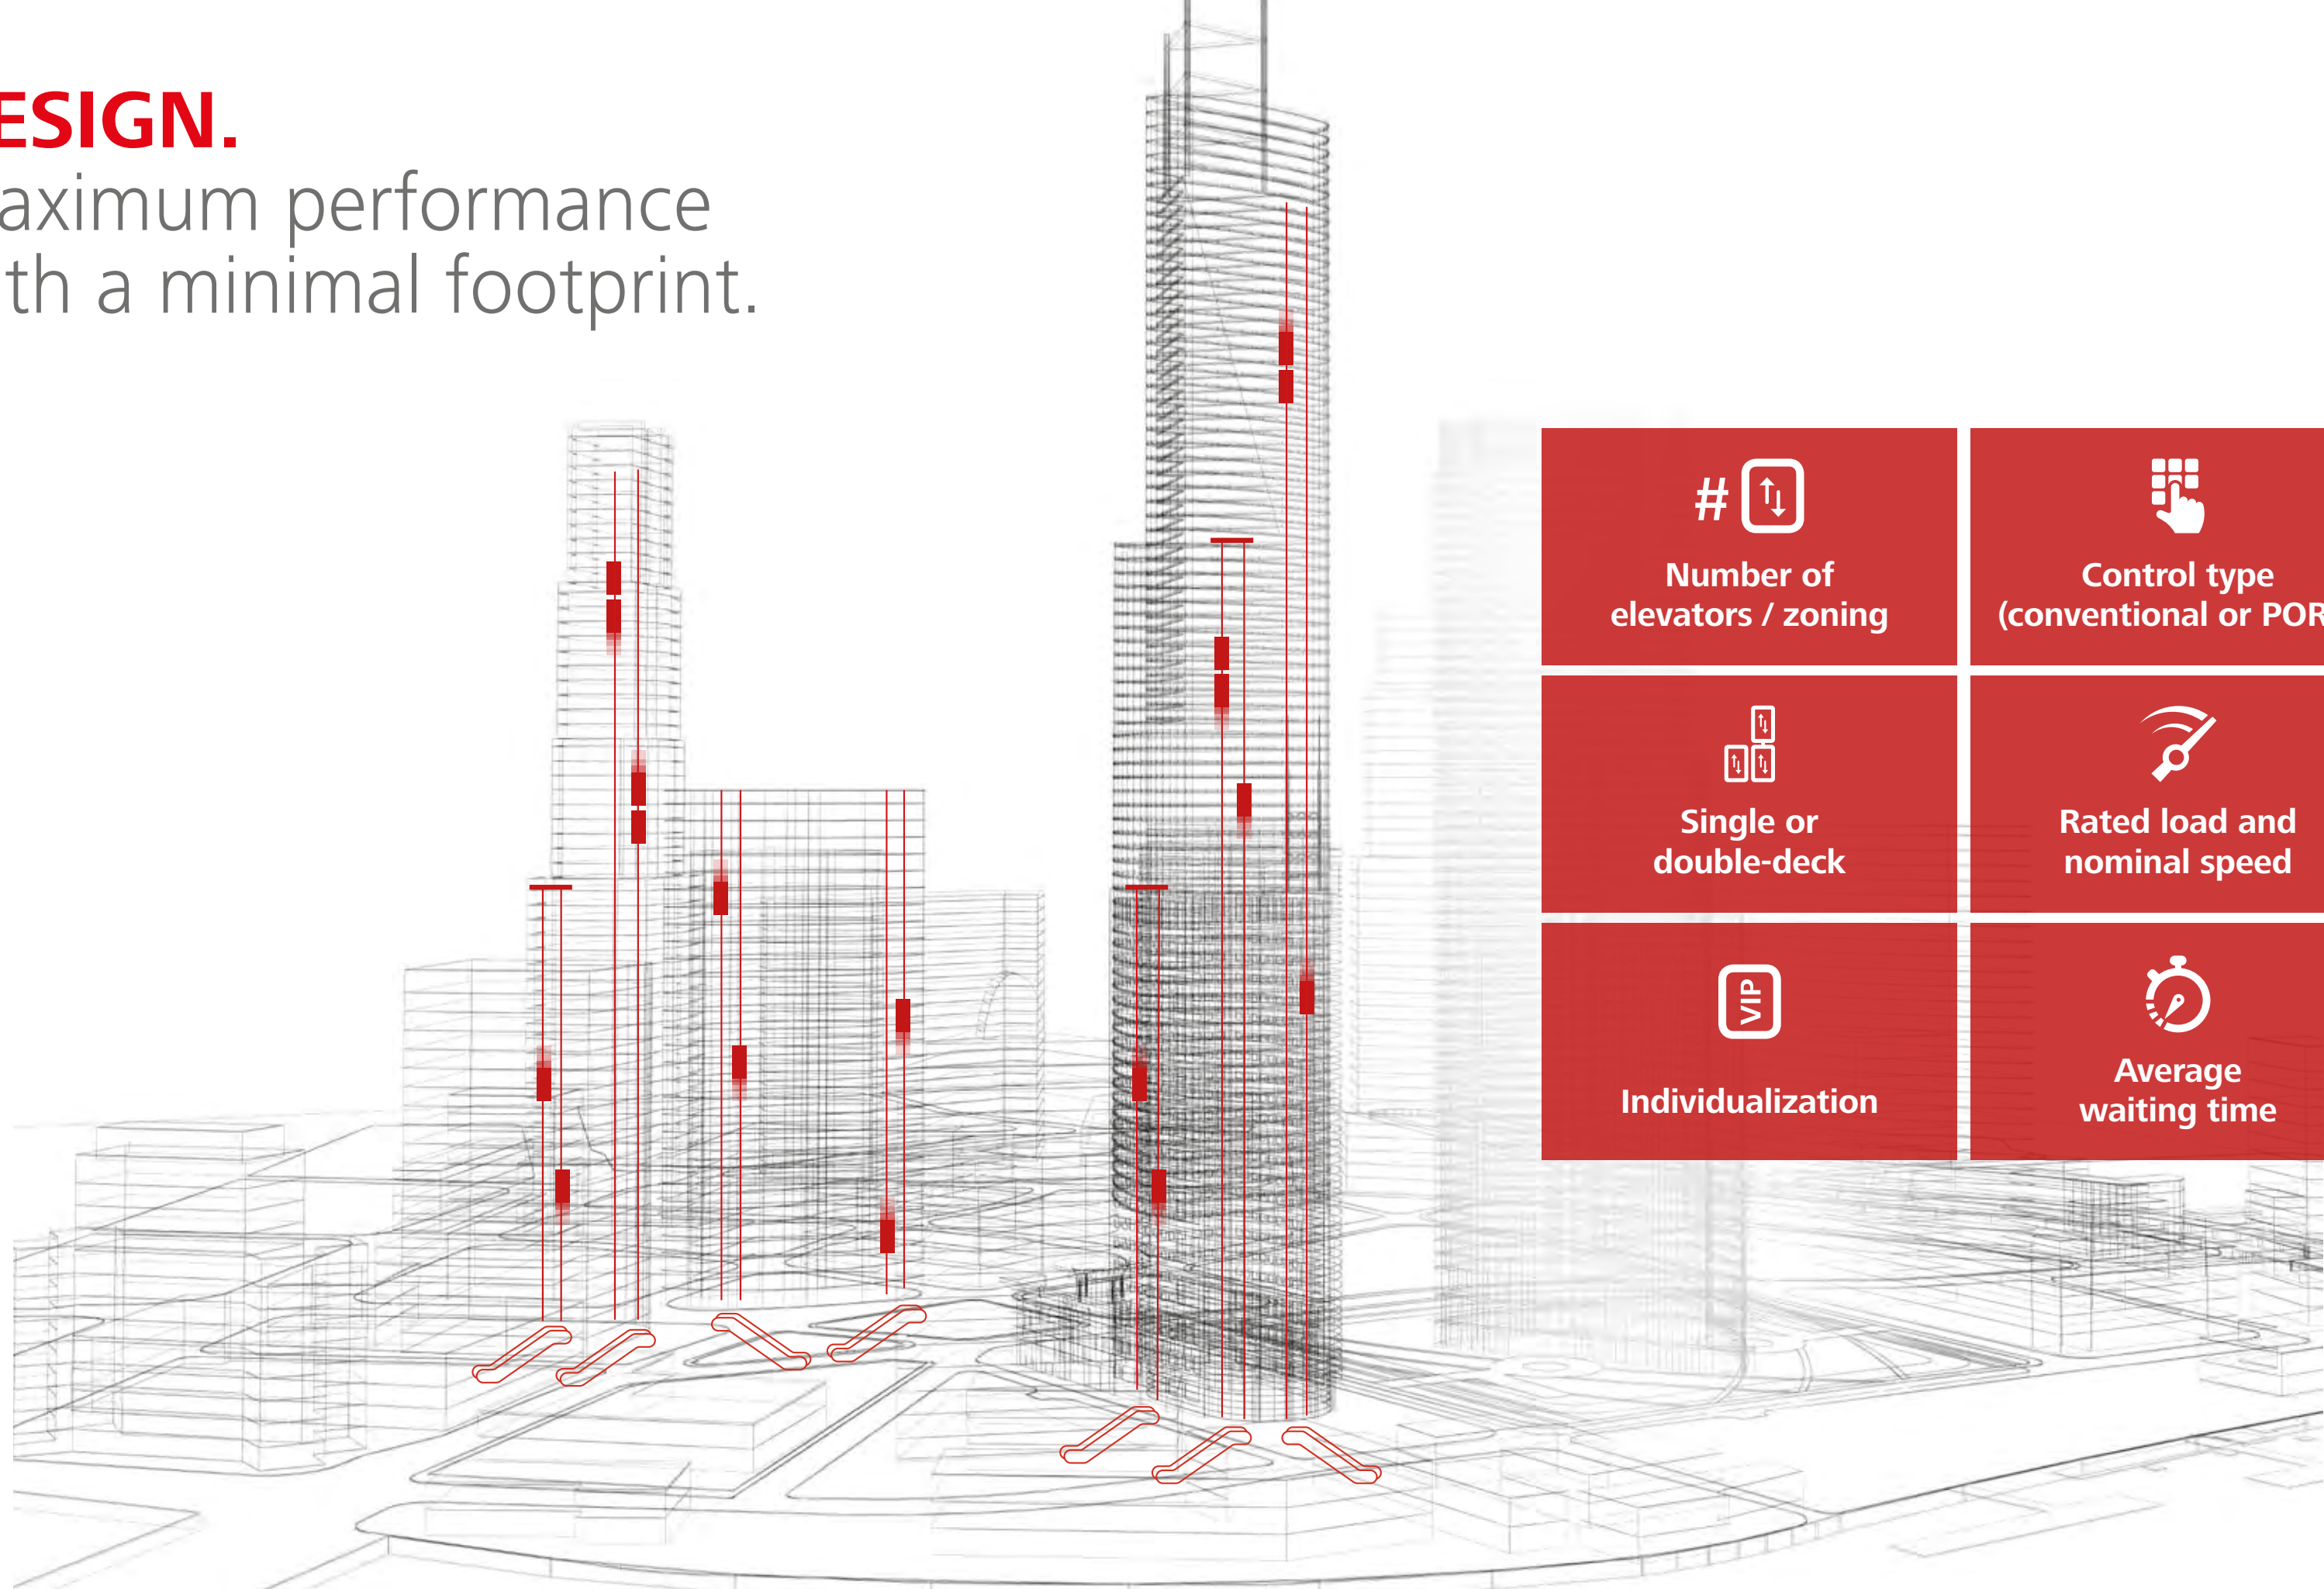 ESIGN.
aximum performance
th a minimal footprint.
#
Number of
elevators / zoning
Control type
(conventional or POR
Single or
double-deck
Rated load and
nominal speed
VIP
Individualization
Average
waiting time